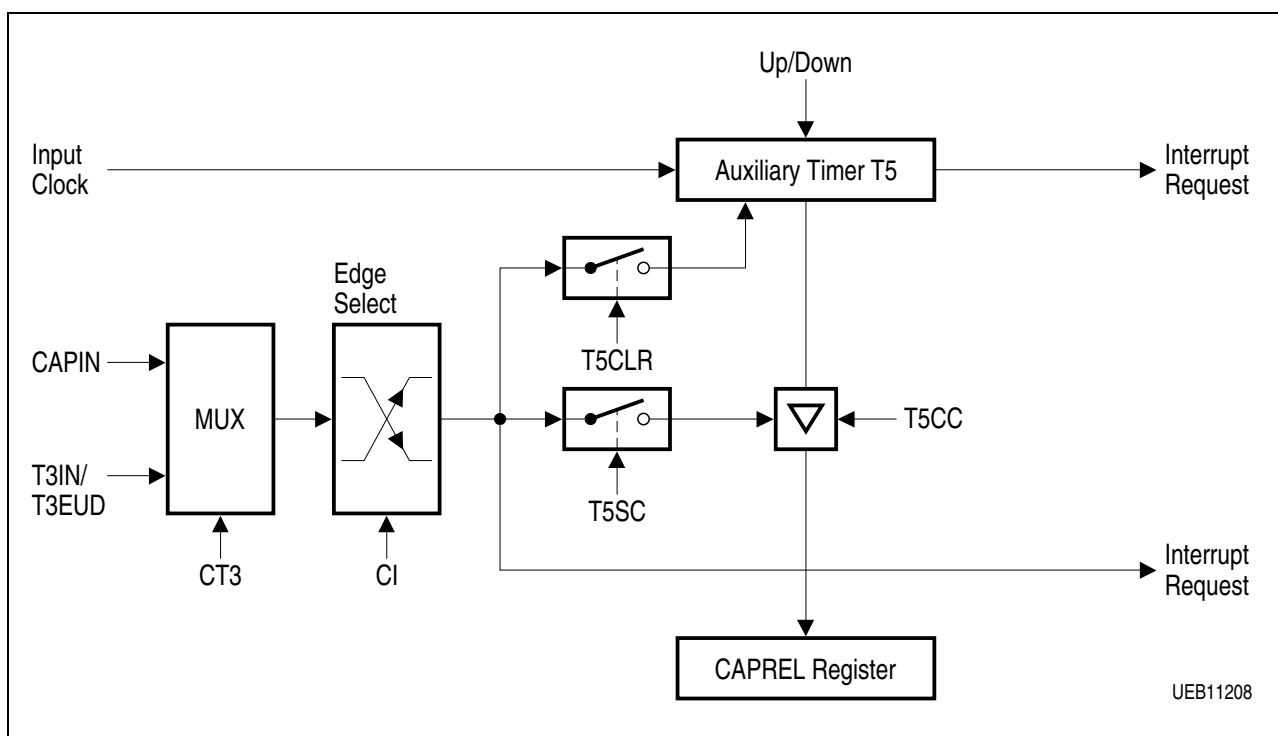 Up/Down
Input
Clock
Auxiliary Timer T5
Interrupt
Request
Edge
Select
T5CLR
CAPIN
MUX
T5CC
T3IN/
T3EUD
T5SC
CT3
CI
Interrupt
Request
CAPREL Register
UEB11208